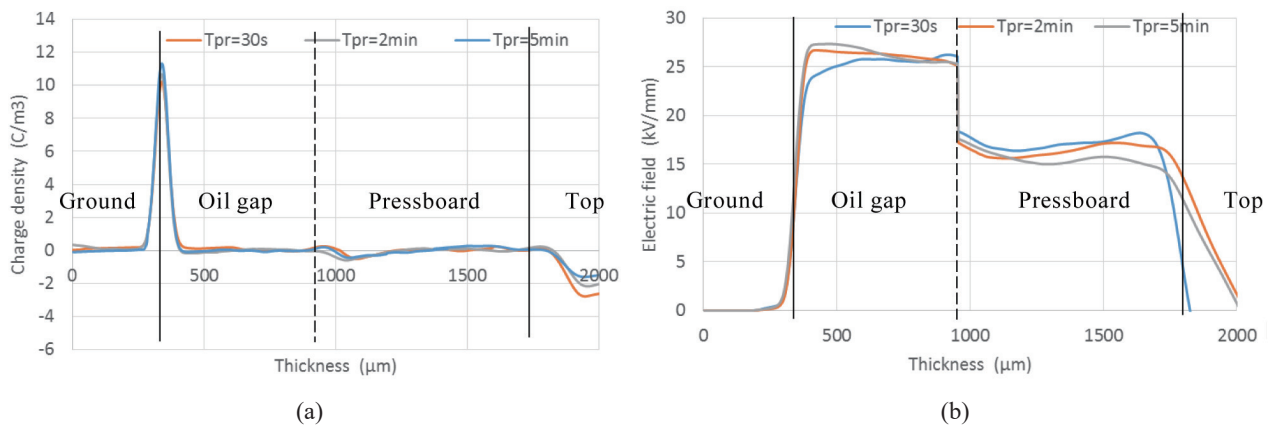 14
12
10
8
6
4
2
0
-2
-4
-6
Charge density (C/m3)
Tpr=30s Tpr=2min Tpr=5min
Ground Oil gap Pressboard Top
0 500 1000 1500 2000
Thickness (μm)
(a)
30
25
20
15
10
5
0
Electric field (kV/mm)
Tpr=30s Tpr=2min Tpr=5min
Ground Oil gap Pressboard Top
0 500 1000 1500 2000
Thickness (μm)
(b)